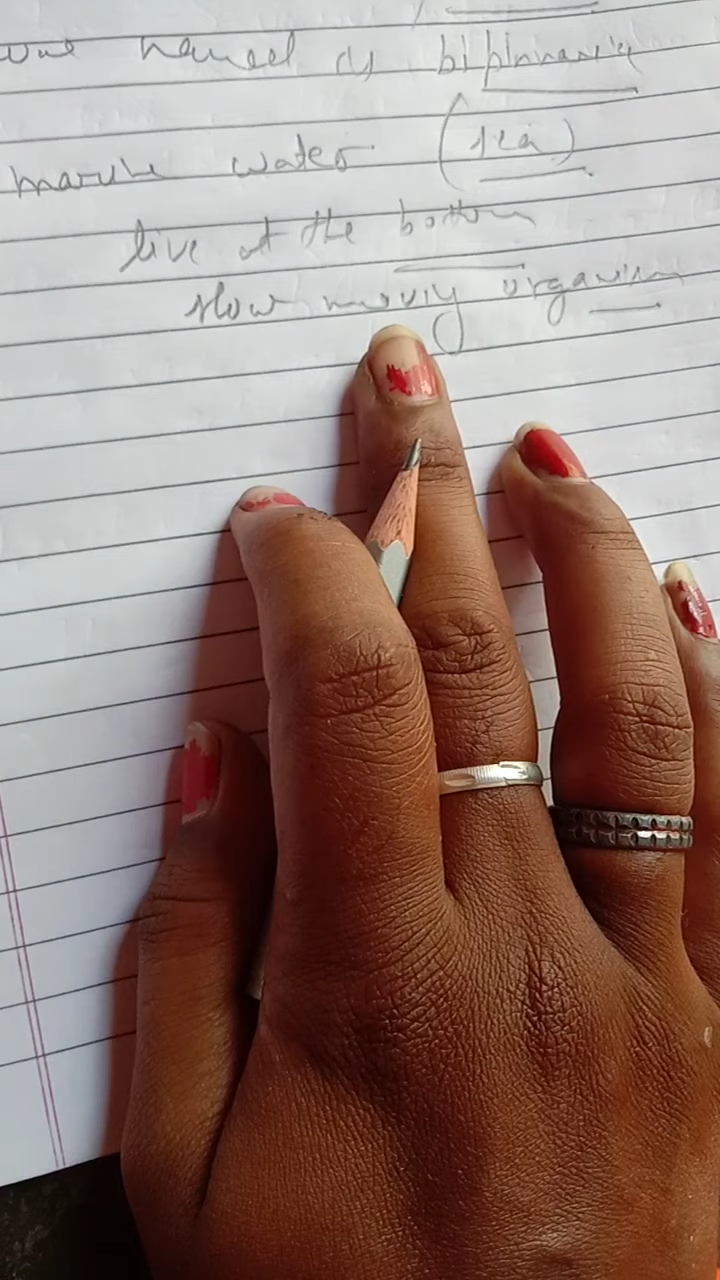 named as bipinnaria
marine water (sea)
live at the bottom
slow moving organism